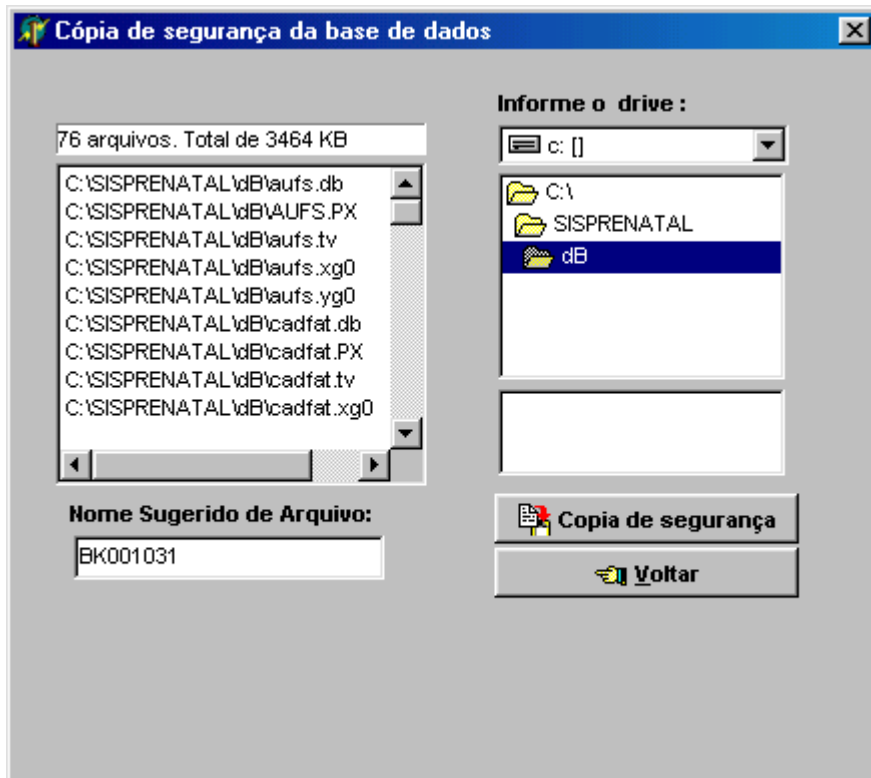 Cópia de segurança da base de dados
76 arquivos. Total de 3464 KB
C:\SISPRENATAL\dB\aufs.db
C:\SISPRENATAL\dB\AUFS.PX
C:\SISPRENATAL\dB\aufs.tv
C:\SISPRENATAL\dB\aufs.xg0
C:\SISPRENATAL\dB\aufs.yg0
C:\SISPRENATAL\dB\cadfat.db
C:\SISPRENATAL\dB\cadfat.PX
C:\SISPRENATAL\dB\cadfat.tv
C:\SISPRENATAL\dB\cadfat.xg0
Nome Sugerido de Arquivo:
BK001031
Informe o drive :
c: []
C:\
SISPRENATAL
dB
Copia de segurança
Voltar